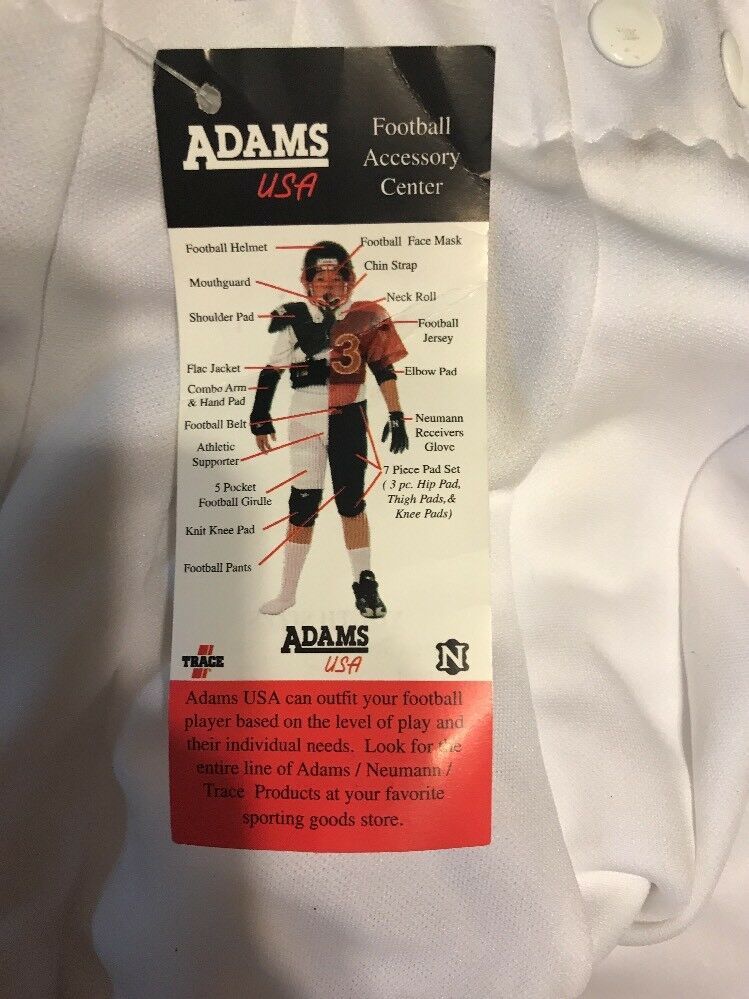 ADAMS
USA
Football
Accessory
Center
Football Helmet
Football Face Mask
Chin Strap
Mouthguard
Neck Roll
Shoulder Pad
Football
Jersey
3
Flac Jacket
Elbow Pad
Combo Arm
& Hand Pad
Football Belt
Neumann
Receivers
Glove
N
Athletic
Supporter
7 Piece Pad Set
( 3 pc. Hip Pad,
Thigh Pads,&
Knee Pads)
5 Pocket
Football Girdle
Knit Knee Pad
Football Pants
ADAMS
USA
TRACE
N
Adams USA can outfit your football
player based on the level of play and
their individual needs. Look for the
entire line of Adams / Neumann /
Trace Products at your favorite
sporting goods store.